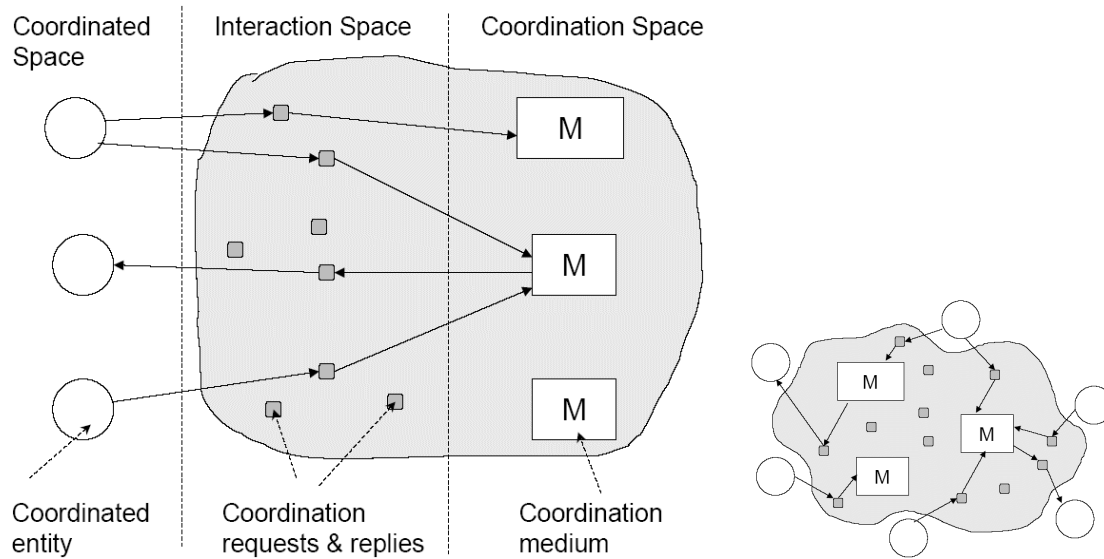 Coordinated
Space
Interaction Space
Coordination Space
M
M
M
Coordinated
entity
Coordination
requests & replies
Coordination
medium
M
M
M